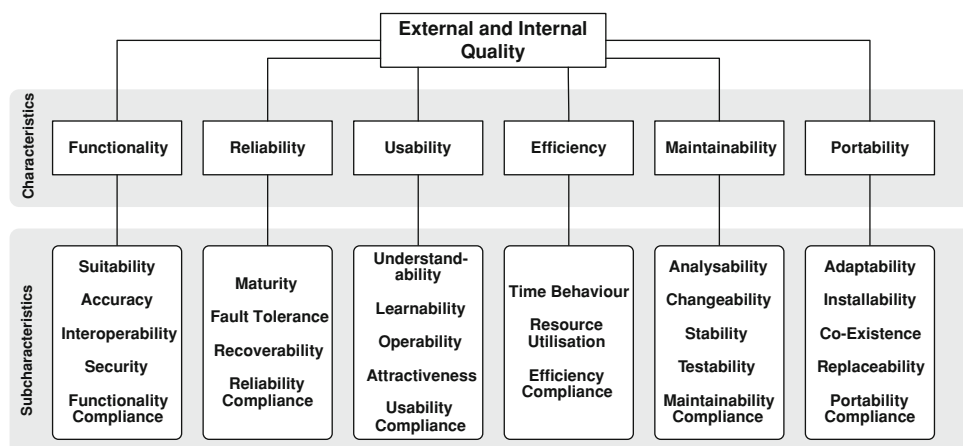 External and Internal
Quality
Characteristics
Functionality
Reliability
Usability
Efficiency
Maintainability
Portability
Subcharacteristics
Suitability
Accuracy
Interoperability
Security
Functionality
Compliance
Maturity
Fault Tolerance
Recoverability
Reliability
Compliance
Understand-
ability
Learnability
Operability
Attractiveness
Usability
Compliance
Time Behaviour
Resource
Utilisation
Efficiency
Compliance
Analysability
Changeability
Stability
Testability
Maintainability
Compliance
Adaptability
Installability
Co-Existence
Replaceability
Portability
Compliance